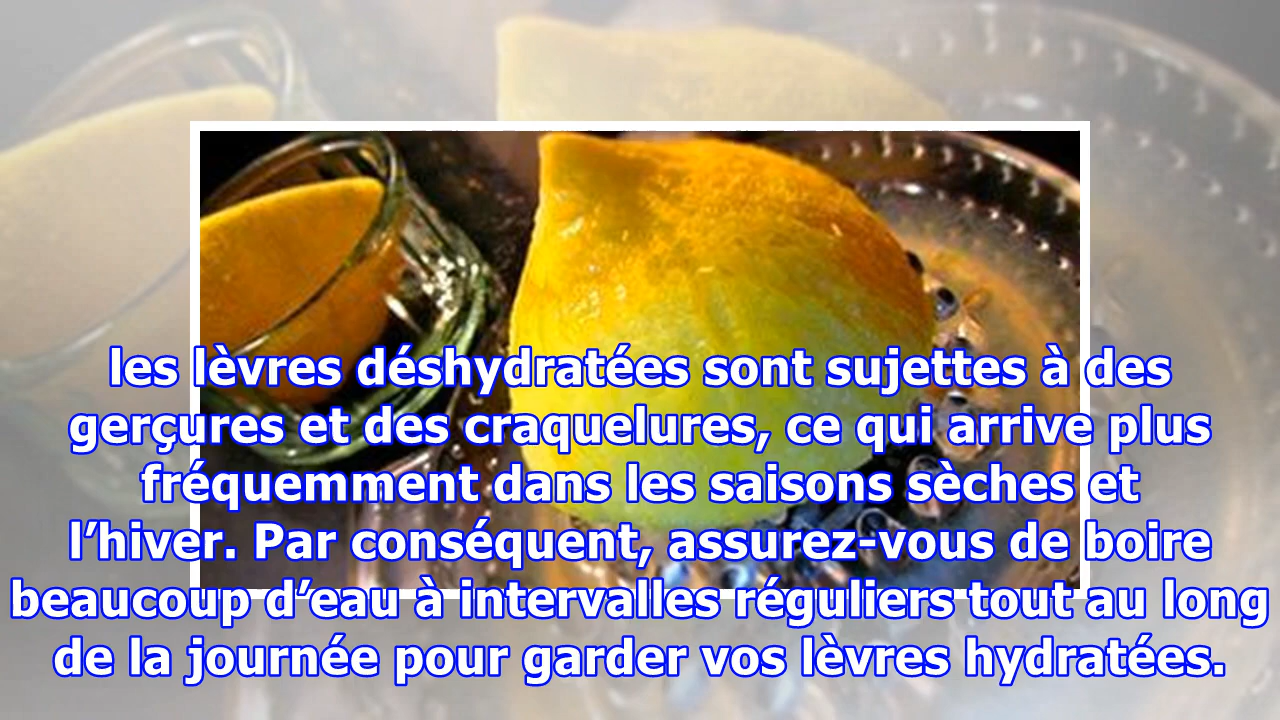 les lèvres déshydratées sont sujettes à des
gerçures et des craquelures, ce qui arrive plus
fréquemment dans les saisons sèches et
l’hiver. Par conséquent, assurez-vous de boire
beaucoup d’eau à intervalles réguliers tout au long
de la journée pour garder vos lèvres hydratées.